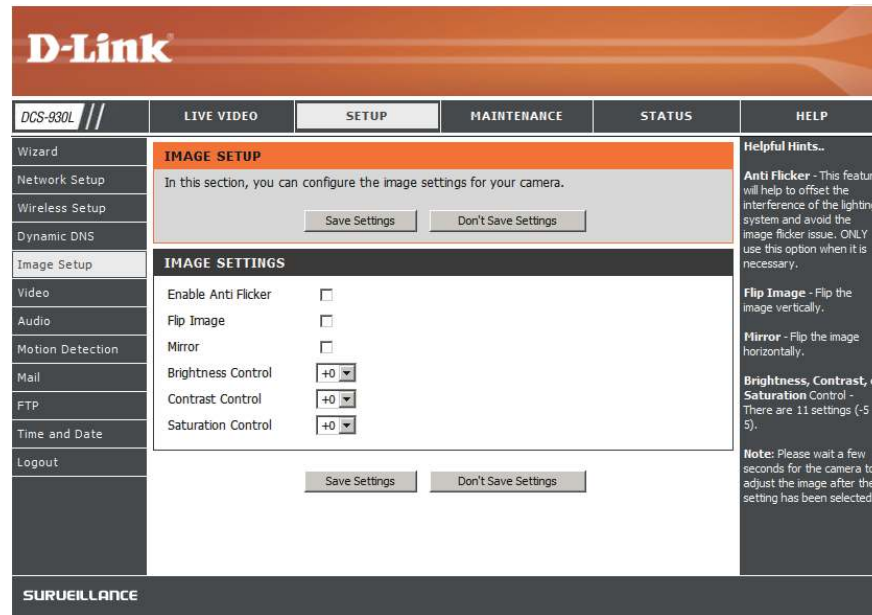 D-Link
DCS-930L
LIVE VIDEO
SETUP
MAINTENANCE
STATUS
HELP
Wizard
Network Setup
Wireless Setup
Dynamic DNS
Image Setup
Video
Audio
Motion Detection
Mail
FTP
Time and Date
Logout
IMAGE SETUP
In this section, you can configure the image settings for your camera.
Save Settings
Don't Save Settings
IMAGE SETTINGS
Enable Anti Flicker
Flip Image
Mirror
Brightness Control +0
Contrast Control +0
Saturation Control +0
Save Settings
Don't Save Settings
Helpful Hints..
Anti Flicker - This featur
will help to offset the
interference of the lighting
system and avoid the
image flicker issue. ONLY
use this option when it is
necessary.
Flip Image - Flip the
image vertically.
Mirror - Flip the image
horizontally.
Brightness, Contrast,
Saturation Control -
There are 11 settings (-5
5).
Note: Please wait a few
seconds for the camera to
adjust the image after the
setting has been selected
SURVEILLANCE